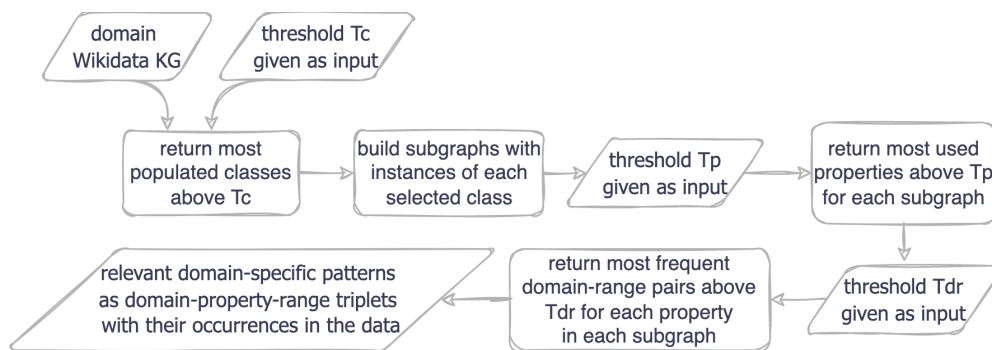 domain
Wikidata KG
threshold Tc
given as input
return most
populated classes
above Tc
build subgraphs with
instances of each
selected class
threshold Tp
given as input
return most used
properties above Tp
for each subgraph
threshold Tdr
given as input
return most frequent
domain-range pairs above
Tdr for each property
in each subgraph
relevant domain-specific patterns
as domain-property-range triplets
with their occurrences in the data